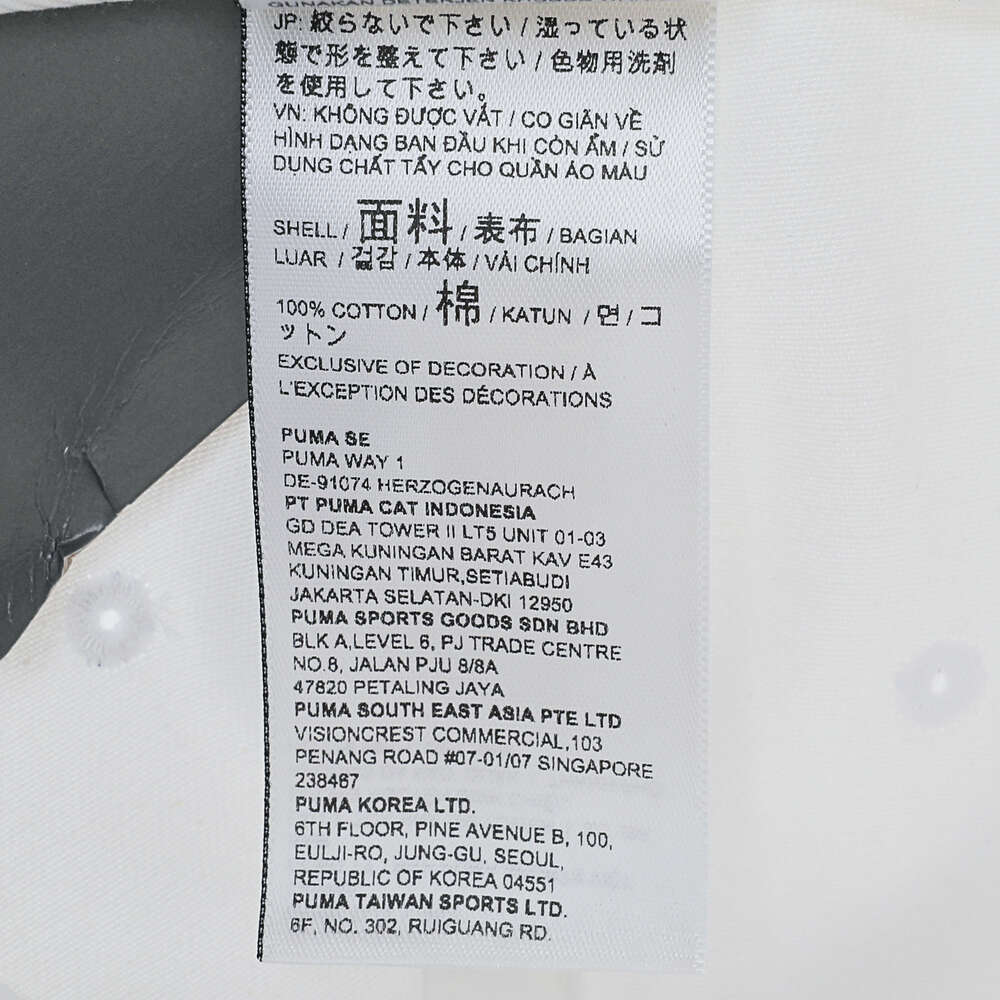 GUNAKAN DETERJEN
JP: 絞らないで下さい / 湿っている状
態で形を整えて下さい / 色物用洗剤
を使用して下さい。
VN: KHÔNG ĐƯỢC VẮT / CO GIÃN VỀ
HÌNH DẠNG BAN ĐẦU KHI CÒN ẨM / SỬ
DỤNG CHẤT TẨY CHO QUẦN ÁO MÀU
SHELL / 面料 / 表布 / BAGIAN
LUAR / 겉감 / 本体 / VẢI CHÍNH
100% COTTON / 棉 / KATUN / 면 / コ
ットン
EXCLUSIVE OF DECORATION / À
L'EXCEPTION DES DÉCORATIONS
PUMA SE
PUMA WAY 1
DE-91074 HERZOGENAURACH
PT PUMA CAT INDONESIA
GD DEA TOWER II LT5 UNIT 01-03
MEGA KUNINGAN BARAT KAV E43
KUNINGAN TIMUR,SETIABUDI
JAKARTA SELATAN-DKI 12950
PUMA SPORTS GOODS SDN BHD
BLK A,LEVEL 6, PJ TRADE CENTRE
NO.8, JALAN PJU 8/8A
47820 PETALING JAYA
PUMA SOUTH EAST ASIA PTE LTD
VISIONCREST COMMERCIAL,103
PENANG ROAD #07-01/07 SINGAPORE
238467
PUMA KOREA LTD.
6TH FLOOR, PINE AVENUE B, 100,
EULJI-RO, JUNG-GU, SEOUL,
REPUBLIC OF KOREA 04551
PUMA TAIWAN SPORTS LTD.
6F, NO. 302, RUIGUANG RD.